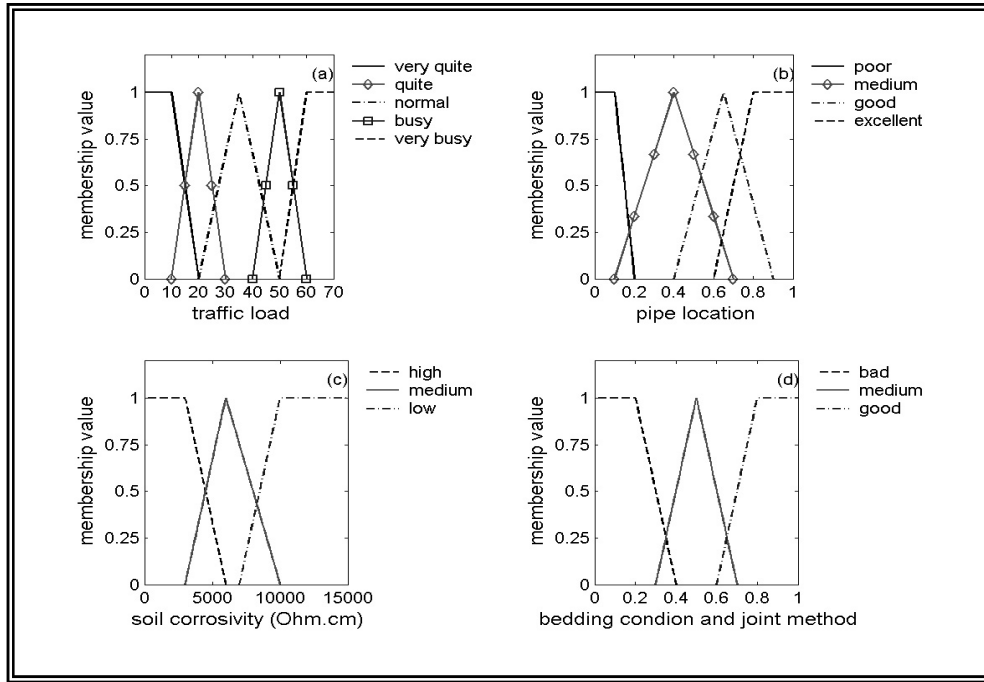 (a)
membership value
1
0.75
0.5
0.25
0
0 10 20 30 40 50 60 70
traffic load
very quite
quite
normal
busy
very busy
(b)
membership value
1
0.75
0.5
0.25
0
0 0.2 0.4 0.6 0.8 1
pipe location
poor
medium
good
excellent
(c)
membership value
1
0.75
0.5
0.25
0
0 5000 10000 15000
soil corrosivity (Ohm.cm)
high
medium
low
(d)
membership value
1
0.75
0.5
0.25
0
0 0.2 0.4 0.6 0.8 1
bedding condion and joint method
bad
medium
good